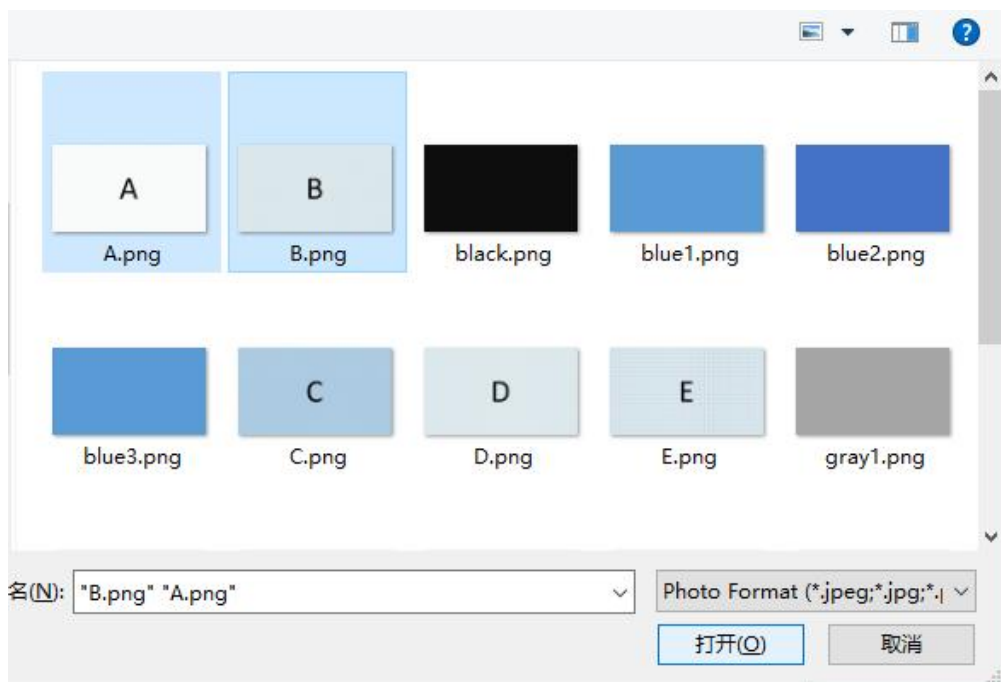 ?
A B
A.png B.png black.png blue1.png blue2.png
C D E
blue3.png C.png D.png E.png gray1.png
名(N): "B.png" "A.png" Photo Format (*.jpeg;*.jpg;*.
打开(O) 取消